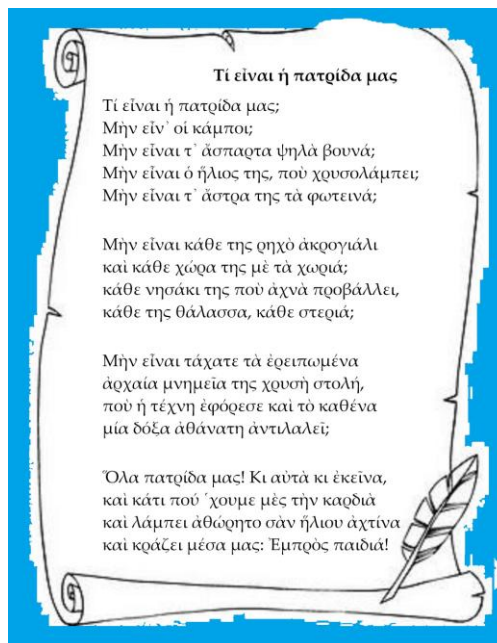 Τί εἶναι ἡ πατρίδα μας
Τί εἶναι ἡ πατρίδα μας;
Μὴν εἶν᾿ οἱ κάμποι;
Μὴν εἶναι τ᾿ ἄσπαρτα ψηλὰ βουνά;
Μὴν εἶναι ὁ ἥλιος της, ποὺ χρυσολάμπει;
Μὴν εἶναι τ᾿ ἄστρα της τὰ φωτεινά;
Μὴν εἶναι κάθε της ρηχὸ ἀκρογιάλι
καὶ κάθε χώρα της μὲ τὰ χωριά;
κάθε νησάκι της ποὺ ἀχνὰ προβάλλει,
κάθε της θάλασσα, κάθε στεριά;
Μὴν εἶναι τάχατε τὰ ἐρειπωμένα
ἀρχαία μνημεῖα της χρυσὴ στολή,
ποὺ ἡ τέχνη ἐφόρεσε καὶ τὸ καθένα
μία δόξα ἀθάνατη ἀντιλαλεῖ;
Ὅλα πατρίδα μας! Κι αὐτὰ κι ἐκεῖνα,
καὶ κάτι πού ᾿χουμε μὲς τὴν καρδιὰ
καὶ λάμπει ἀθώρητο σὰν ἥλιου ἀχτίνα
καὶ κράζει μέσα μας: Ἐμπρὸς παιδιά!